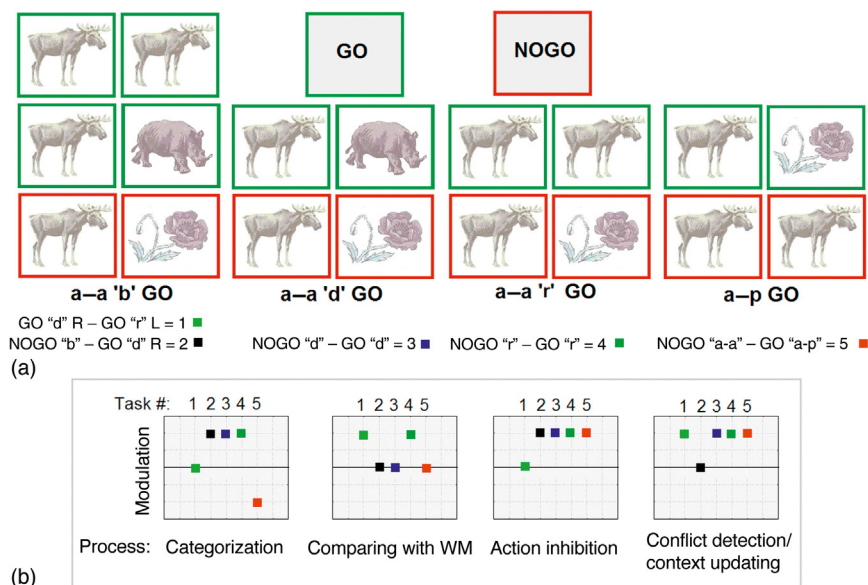 GO
NOGO
a–a 'b' GO
a–a 'd' GO
a–a 'r' GO
a–p GO
GO “d” R – GO “r” L = 1
NOGO “b” – GO “d” R = 2
NOGO “d” – GO “d” = 3
NOGO “r” – GO “r” = 4
NOGO “a-a” – GO “a-p” = 5
(a)
Task #:
1 2 3 4 5
1 2 3 4 5
1 2 3 4 5
1 2 3 4 5
Modulation
Process:
Categorization
Comparing with WM
Action inhibition
Conflict detection/
context updating
(b)